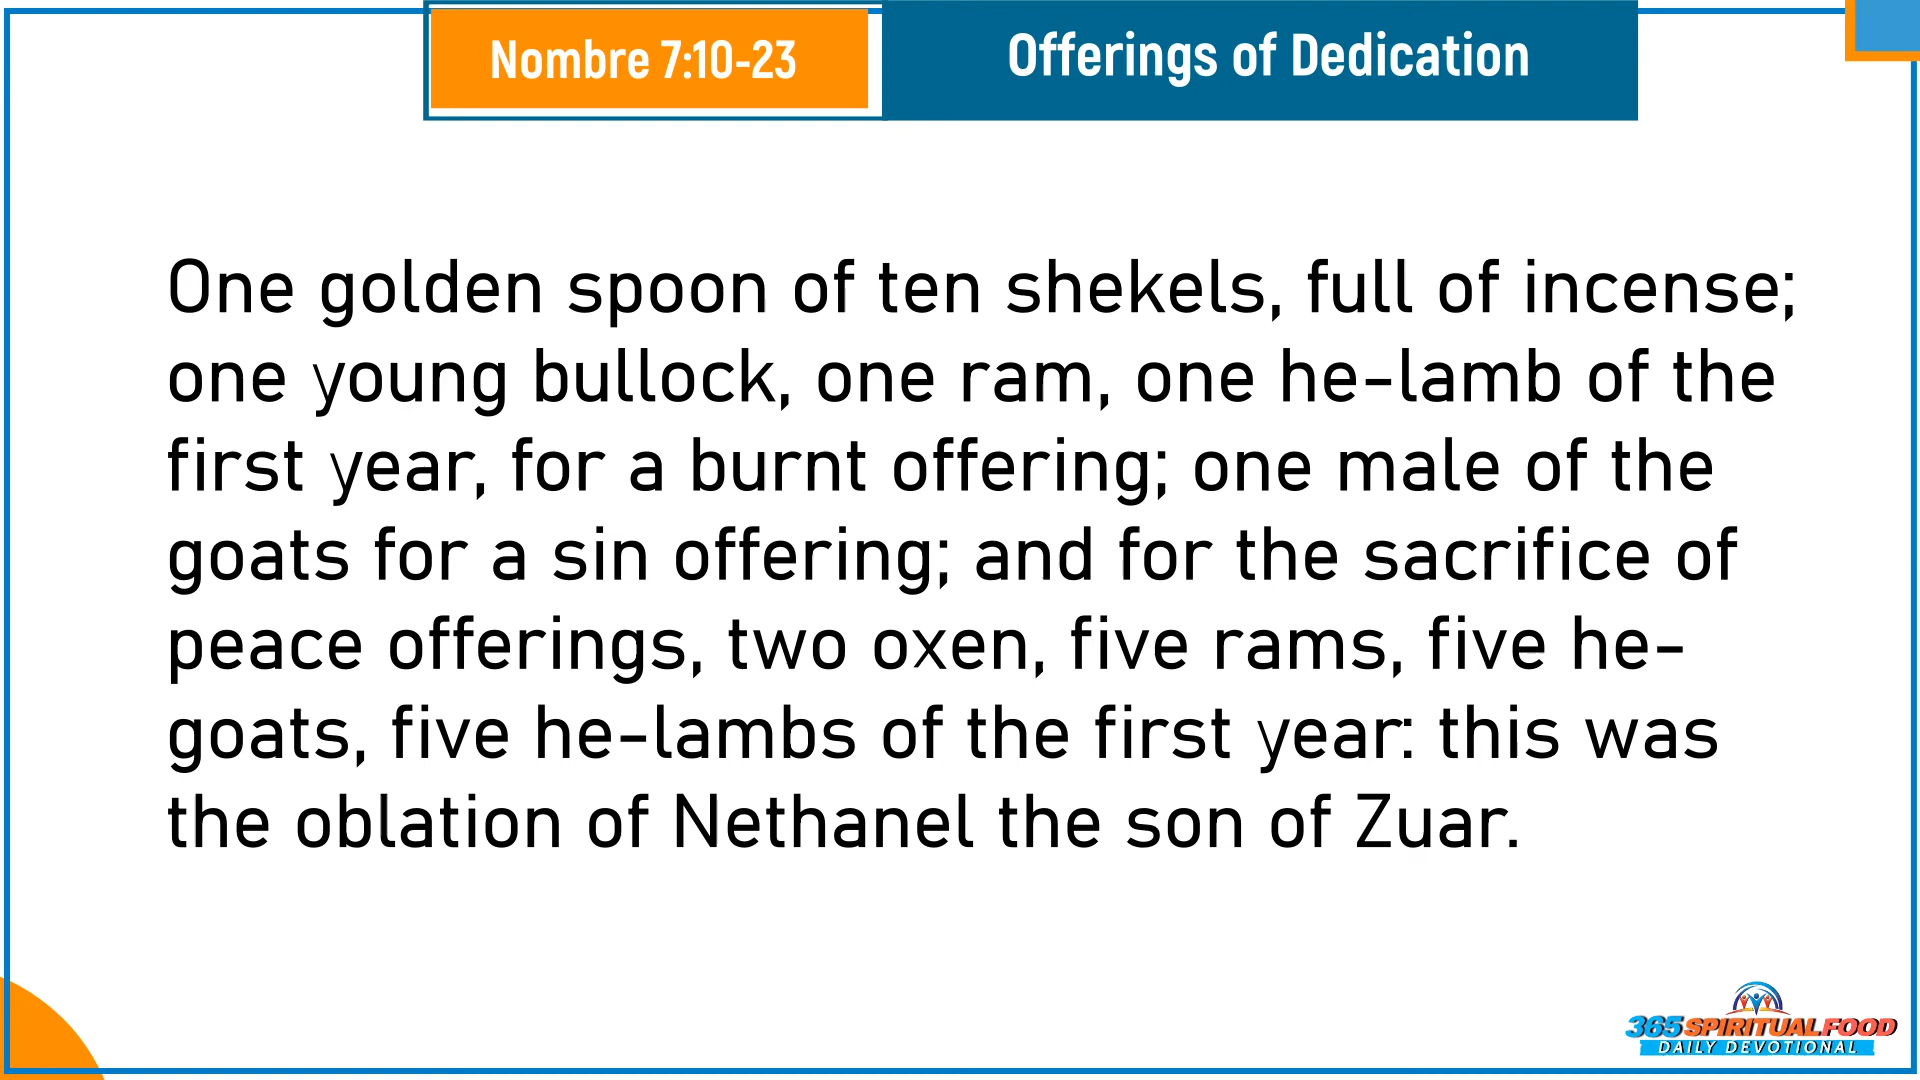 Nombre 7:10-23
Offerings of Dedication
One golden spoon of ten shekels, full of incense;
one young bullock, one ram, one he-lamb of the
first year, for a burnt offering; one male of the
goats for a sin offering; and for the sacrifice of
peace offerings, two oxen, five rams, five he-
goats, five he-lambs of the first year: this was
the oblation of Nethanel the son of Zuar.
365 SPIRITUAL FOOD
DAILY DEVOTIONAL